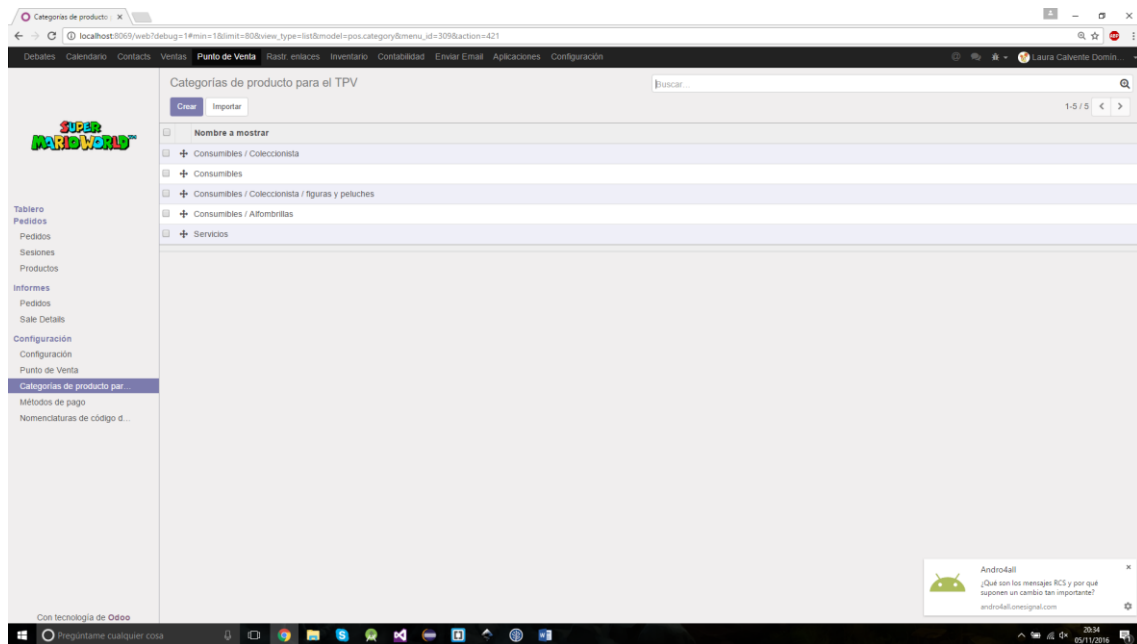 Categorías de producto
localhost:8069/web?debug=1#min=1&limit=80&view_type=list&model=pos.category&menu_id=309&action=421
Debates Calendario Contacts Ventas Punto de Venta Rastr. enlaces Inventario Contabilidad Enviar Email Aplicaciones Configuración
Laura Calvente Domín...
Categorías de producto para el TPV
Buscar...
Crear Importar
1-5 / 5
SUPER
MARIO WORLD™
Nombre a mostrar
Consumibles / Coleccionista
Consumibles
Consumibles / Coleccionista / figuras y peluches
Consumibles / Alfombrillas
Servicios
Tablero
Pedidos
Pedidos
Sesiones
Productos
Informes
Pedidos
Sale Details
Configuración
Configuración
Punto de Venta
Categorías de producto par...
Métodos de pago
Nomenclaturas de código d...
Andro4all
¿Qué son los mensajes RCS y por qué
suponen un cambio tan importante?
andro4all.onesignal.com
Con tecnología de Odoo
Pregúntame cualquier cosa
20:34
05/11/2016